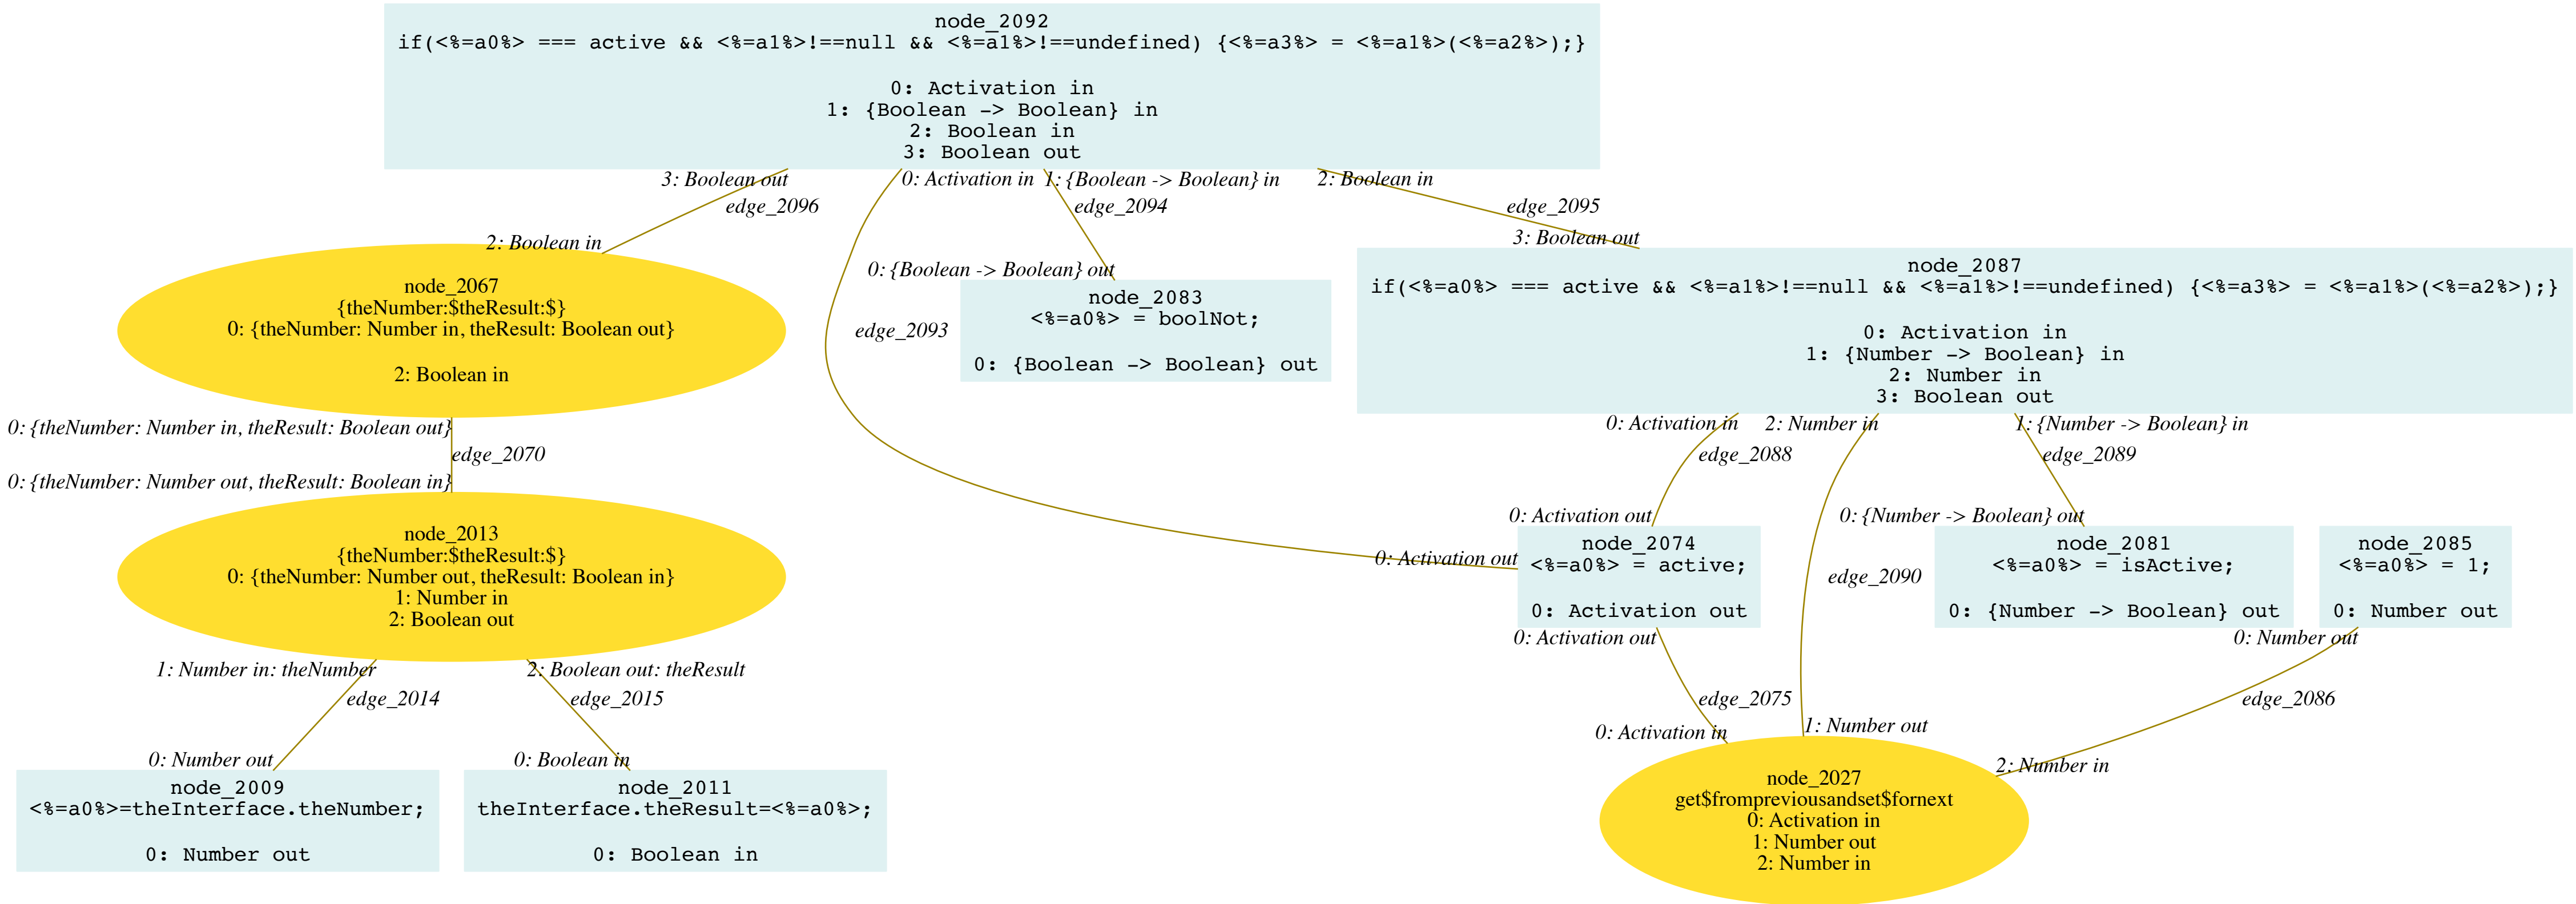 node_2092
if(<%=a0%> === active && <%=a1%>!==null && <%=a1%>!==undefined) {<%=a3%> = <%=a1%>(<%=a2%>);}
0: Activation in
1: {Boolean -> Boolean} in
2: Boolean in
3: Boolean out
3: Boolean out
0: Activation in
1: {Boolean -> Boolean} in
2: Boolean in
edge_2096
edge_2094
edge_2095
2: Boolean in
3: Boolean out
0: {Boolean -> Boolean} out
node_2067
{theNumber:$theResult:$}
0: {theNumber: Number in, theResult: Boolean out}
2: Boolean in
edge_2093
node_2083
<%=a0%> = boolNot;
0: {Boolean -> Boolean} out
node_2087
if(<%=a0%> === active && <%=a1%>!==null && <%=a1%>!==undefined) {<%=a3%> = <%=a1%>(<%=a2%>);}
0: Activation in
1: {Number -> Boolean} in
2: Number in
3: Boolean out
0: {theNumber: Number in, theResult: Boolean out}
edge_2070
0: {theNumber: Number out, theResult: Boolean in}
0: Activation in
2: Number in
1: {Number -> Boolean} in
edge_2088
edge_2089
0: Activation out
0: {Number -> Boolean} out
node_2013
{theNumber:$theResult:$}
0: {theNumber: Number out, theResult: Boolean in}
1: Number in
2: Boolean out
0: Activation out
node_2074
<%=a0%> = active;
0: Activation out
edge_2090
node_2081
<%=a0%> = isActive;
0: {Number -> Boolean} out
node_2085
<%=a0%> = 1;
0: Number out
1: Number in: theNumber
2: Boolean out: theResult
0: Activation out
0: Number out
edge_2014
edge_2015
edge_2075
edge_2086
0: Number out
0: Boolean in
0: Activation in
1: Number out
2: Number in
node_2009
<%=a0%>=theInterface.theNumber;
0: Number out
node_2011
theInterface.theResult=<%=a0%>;
0: Boolean in
node_2027
get$frompreviousandset$fornext
0: Activation in
1: Number out
2: Number in